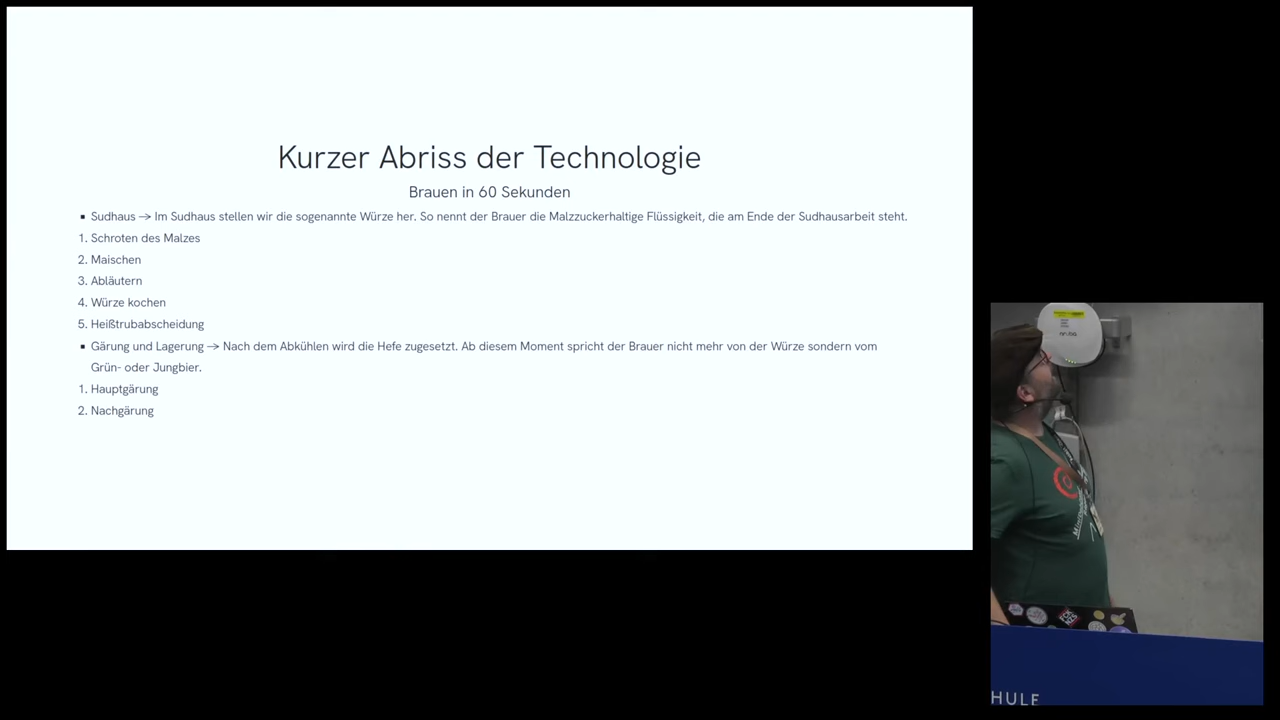 Kurzer Abriss der Technologie
Brauen in 60 Sekunden
▪ Sudhaus → Im Sudhaus stellen wir die sogenannte Würze her. So nennt der Brauer die Malzzuckerhaltige Flüssigkeit, die am Ende der Sudhausarbeit steht.
1. Schroten des Malzes
2. Maischen
3. Abläutern
4. Würze kochen
5. Heißtrubabscheidung
▪ Gärung und Lagerung → Nach dem Abkühlen wird die Hefe zugesetzt. Ab diesem Moment spricht der Brauer nicht mehr von der Würze sondern vom
Grün- oder Jungbier.
1. Hauptgärung
2. Nachgärung
HULE